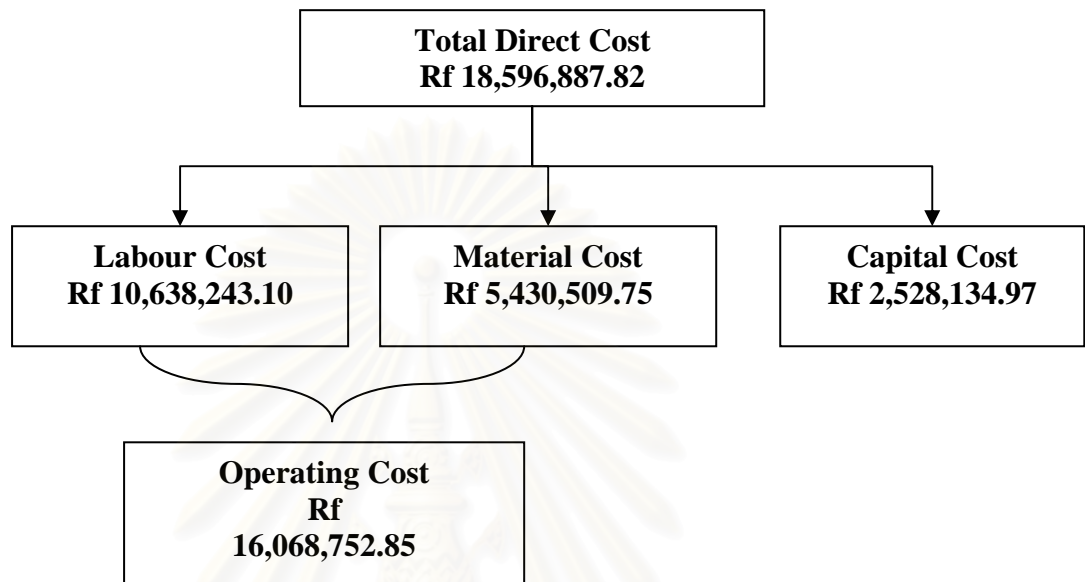 Total Direct Cost
Rf 18,596,887.82
Labour Cost
Rf 10,638,243.10
Material Cost
Rf 5,430,509.75
Capital Cost
Rf 2,528,134.97
Operating Cost
Rf
16,068,752.85